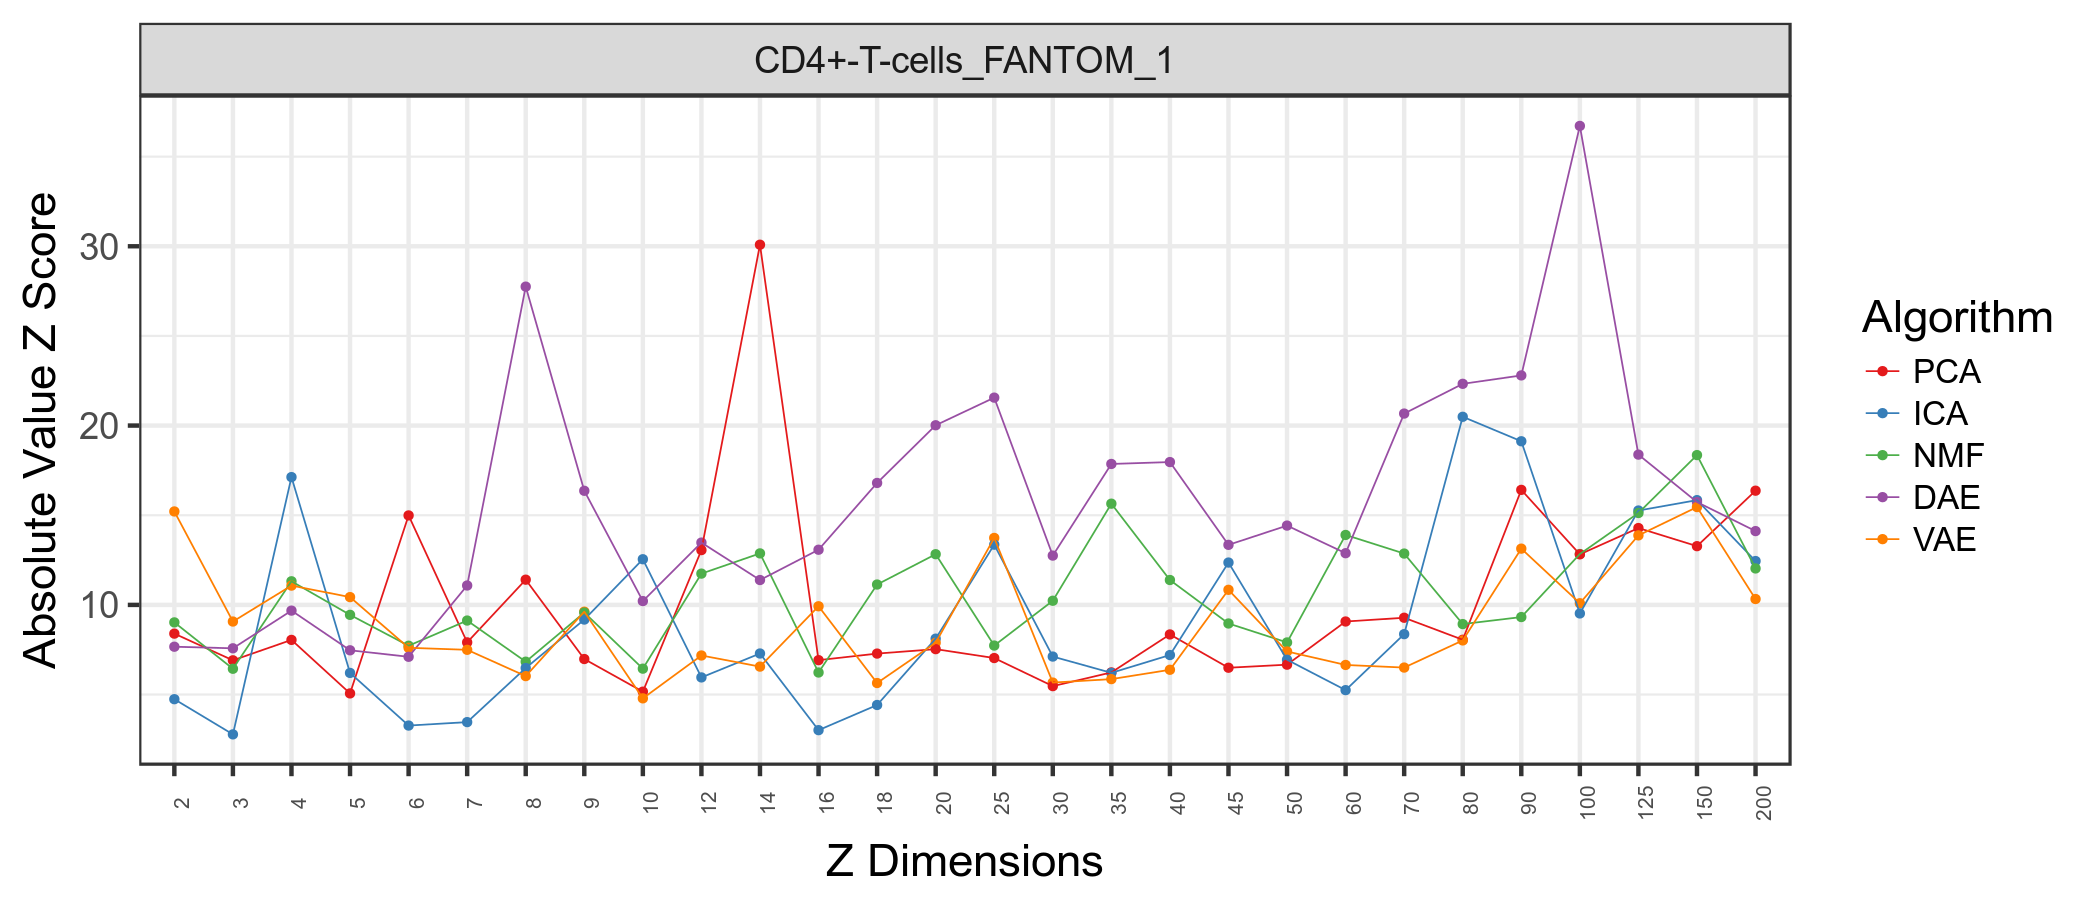 CD4+-T-cells_FANTOM_1
Absolute Value Z Score
30
20
10
2 3 4 5 6 7 8 9 10 12 14 16 18 20 25 30 35 40 45 50 60 70 80 90 100 125 150 200
Z Dimensions
Algorithm
PCA
ICA
NMF
DAE
VAE